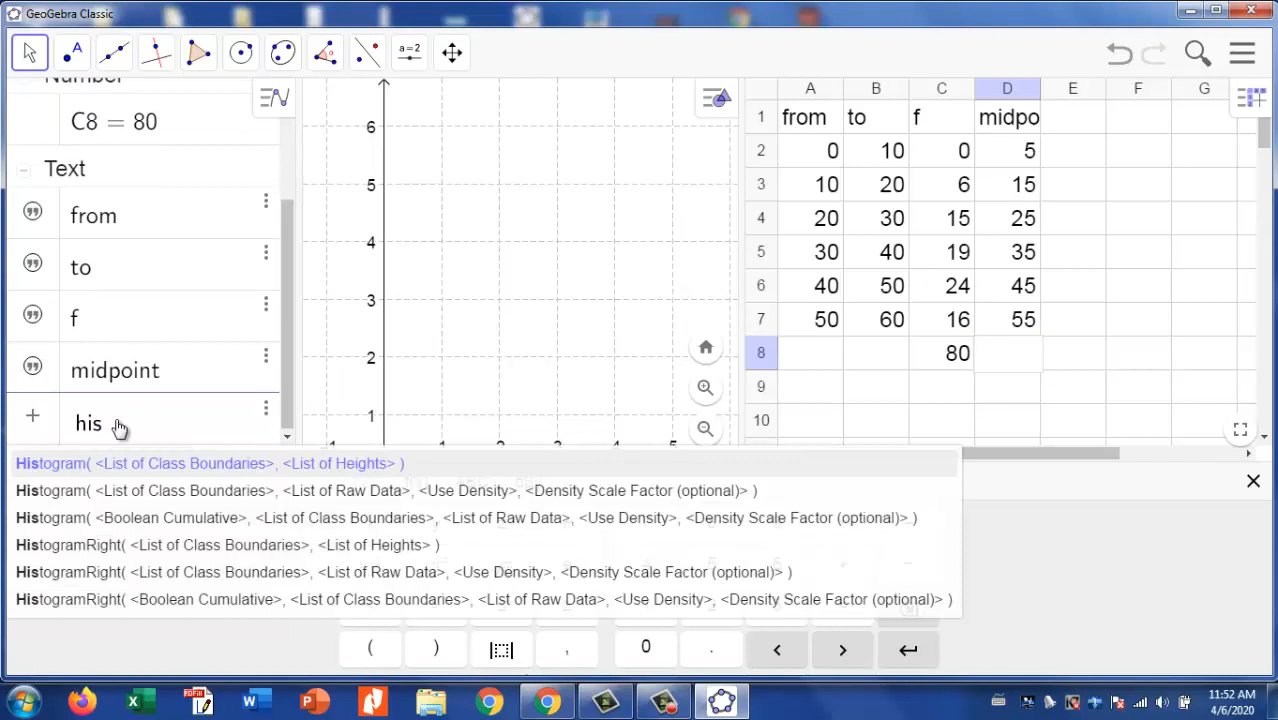 GeoGebra Classic
A
a=2
Number
C8 = 80
Text
from
to
f
midpoint
his
6
5
4
3
2
1
-1 1 2 3 4 5
A B C D E F G
1 from to f midpo
2 0 10 0 5
3 10 20 6 15
4 20 30 15 25
5 30 40 19 35
6 40 50 24 45
7 50 60 16 55
8 80
9
10
Histogram( <List of Class Boundaries>, <List of Heights> )
Histogram( <List of Class Boundaries>, <List of Raw Data>, <Use Density>, <Density Scale Factor (optional)> )
Histogram( <Boolean Cumulative>, <List of Class Boundaries>, <List of Raw Data>, <Use Density>, <Density Scale Factor (optional)> )
HistogramRight( <List of Class Boundaries>, <List of Heights> )
HistogramRight( <List of Class Boundaries>, <List of Raw Data>, <Use Density>, <Density Scale Factor (optional)> )
HistogramRight( <Boolean Cumulative>, <List of Class Boundaries>, <List of Raw Data>, <Use Density>, <Density Scale Factor (optional)> )
( ) , 0 . < >
11:52 AM
4/6/2020